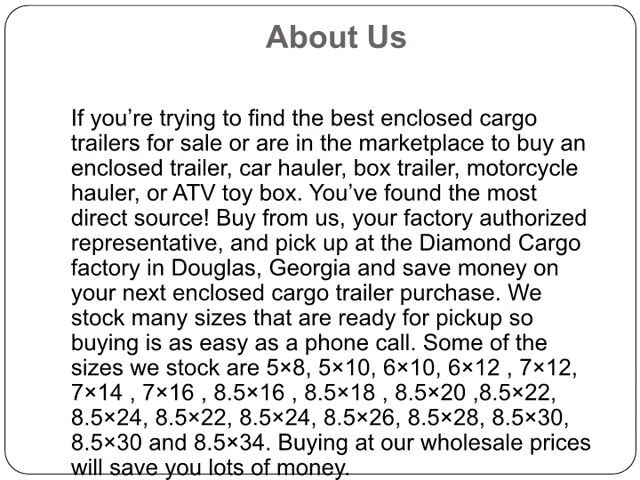 About Us
If you’re trying to find the best enclosed cargo
trailers for sale or are in the marketplace to buy an
enclosed trailer, car hauler, box trailer, motorcycle
hauler, or ATV toy box. You’ve found the most
direct source! Buy from us, your factory authorized
representative, and pick up at the Diamond Cargo
factory in Douglas, Georgia and save money on
your next enclosed cargo trailer purchase. We
stock many sizes that are ready for pickup so
buying is as easy as a phone call. Some of the
sizes we stock are 5×8, 5×10, 6×10, 6×12 , 7×12,
7×14 , 7×16 , 8.5×16 , 8.5×18 , 8.5×20 ,8.5×22,
8.5×24, 8.5×22, 8.5×24, 8.5×26, 8.5×28, 8.5×30,
8.5×30 and 8.5×34. Buying at our wholesale prices
will save you lots of money.